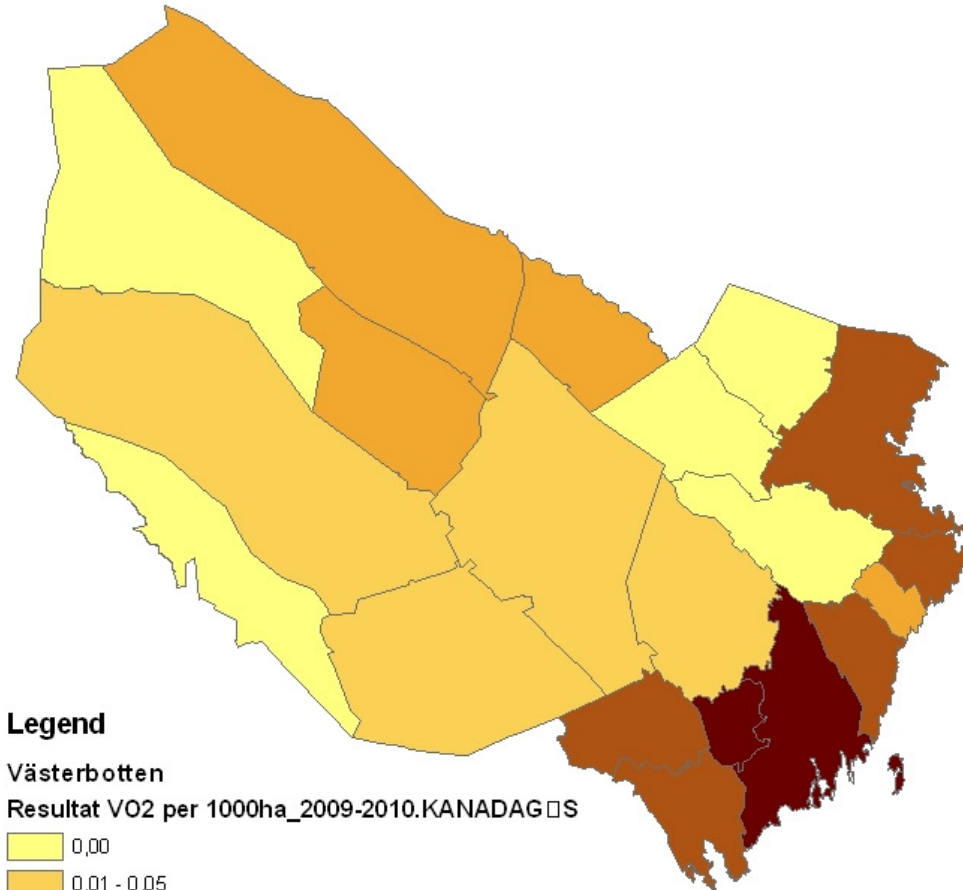 Legend
Västerbotten
Resultat VO2 per 1000ha_2009-2010.KANADAG□S
0,00
0,01 - 0,05